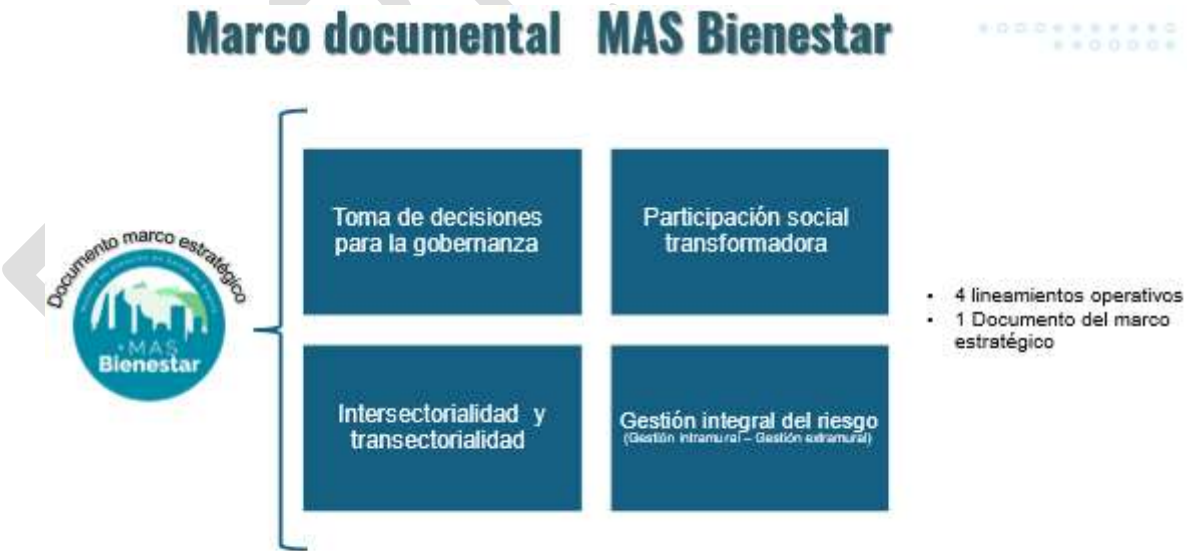 Marco documental MAS Bienestar
Documento marco estratégico
+MAS
Bienestar
Toma de decisiones
para la gobernanza
Participación social
transformadora
Intersectorialidad y
transectorialidad
Gestión integral del riesgo
(Gestión intramural – Gestión extramural)
• 4 lineamientos operativos
• 1 Documento del marco
estratégico